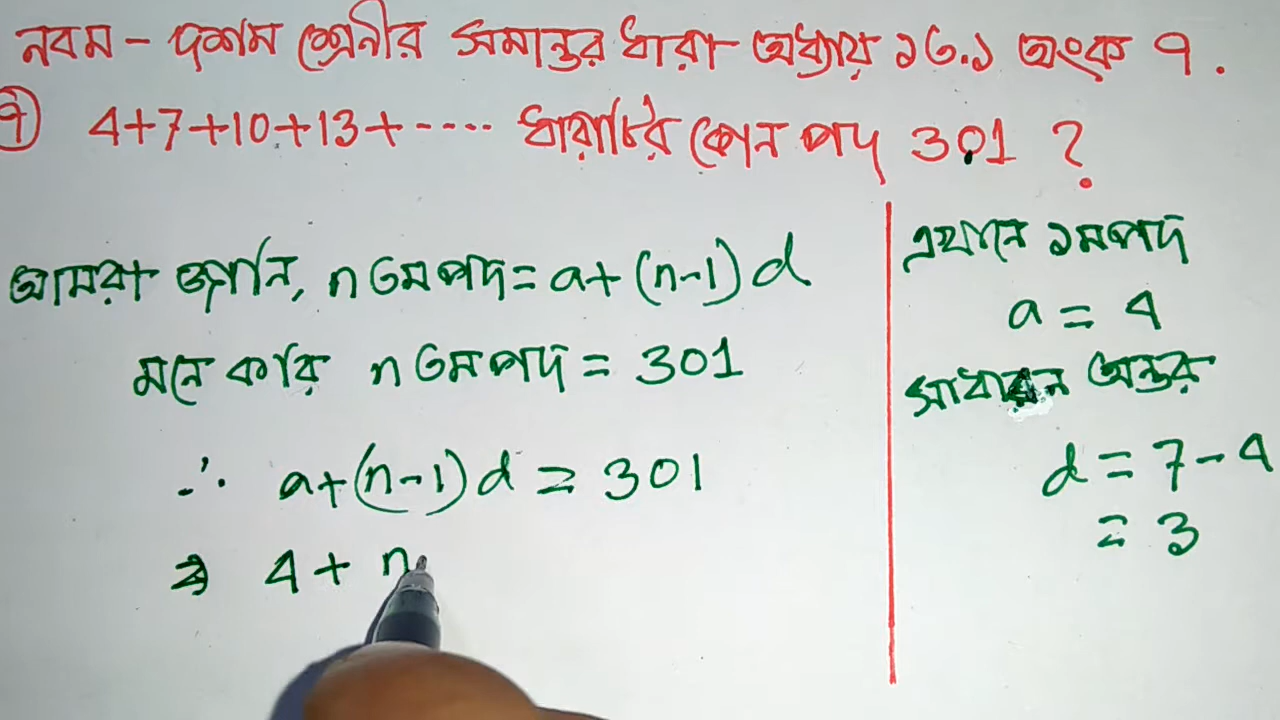 নবম - দশম শ্রেনীর সমান্তর ধারা অধ্যায় ১৩.১ অংক ৭.
৭ 4+7+10+13+..... ধারাটির কোন পদ 301 ?
আমরা জানি, n তম পদ = a+(n-1)d
মনে করি n তম পদ = 301
∴ a+(n-1)d = 301
⇒ 4+ n
এখানে ১ম পদ
a = 4
সাধারন অন্তর
d = 7-4
= 3